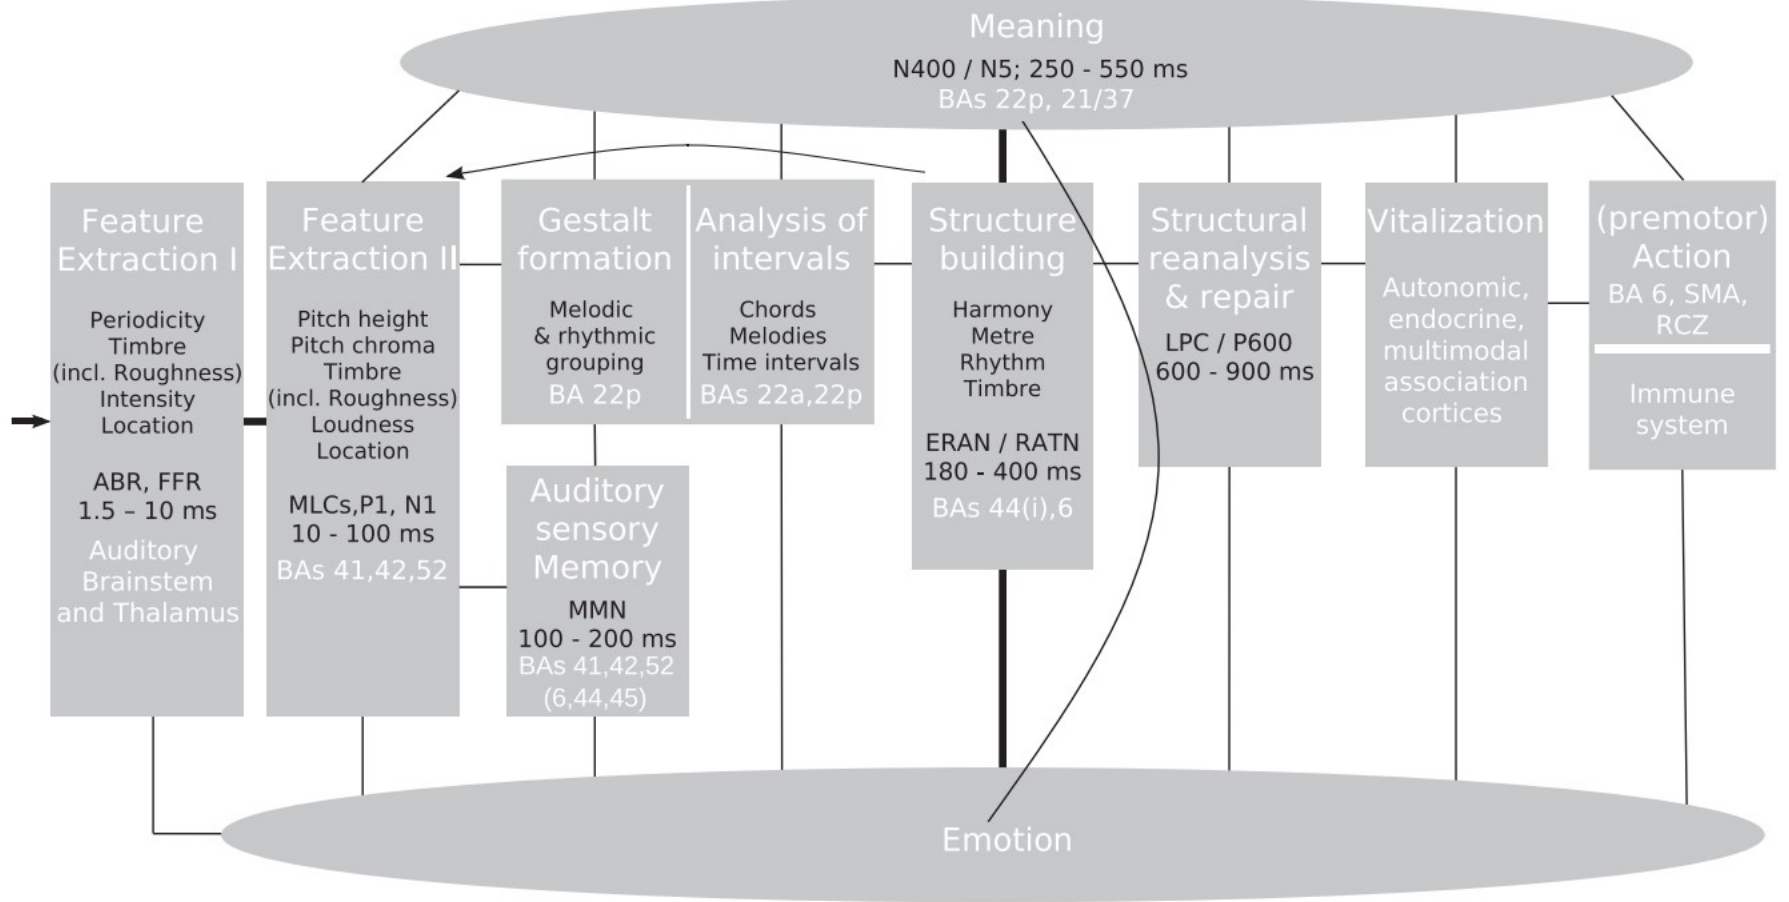 Meaning
N400 / N5; 250 - 550 ms
BAs 22p, 21/37
Feature
Extraction I
Periodicity
Timbre
(incl. Roughness)
Intensity
Location
ABR, FFR
1.5 – 10 ms
Auditory
Brainstem
and Thalamus
Feature
Extraction II
Pitch height
Pitch chroma
Timbre
(incl. Roughness)
Loudness
Location
MLCs,P1, N1
10 - 100 ms
BAs 41,42,52
Gestalt
formation
Melodic
& rhythmic
grouping
BA 22p
Analysis of
intervals
Chords
Melodies
Time intervals
BAs 22a,22p
Auditory
sensory
Memory
MMN
100 - 200 ms
BAs 41,42,52
(6,44,45)
Structure
building
Harmony
Metre
Rhythm
Timbre
ERAN / RATN
180 - 400 ms
BAs 44(i),6
Structural
reanalysis
& repair
LPC / P600
600 - 900 ms
Vitalization
Autonomic,
endocrine,
multimodal
association
cortices
(premotor)
Action
BA 6, SMA,
RCZ
Immune
system
Emotion